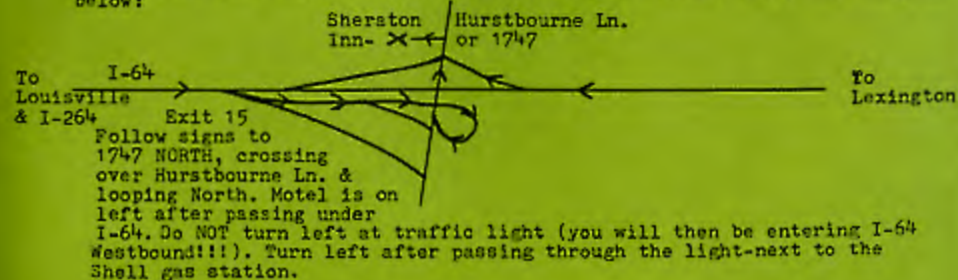 below:
Sheraton Hurstbourne Ln.
Inn- or 1747
To I-64 To
Louisville Lexington
& I-264 Exit 15
Follow signs to
1747 NORTH, crossing
over Hurstbourne Ln. &
looping North. Motel is on
left after passing under
I-64. Do NOT turn left at traffic light (you will then be entering I-64
Westbound!!!). Turn left after passing through the light-next to the
Shell gas station.